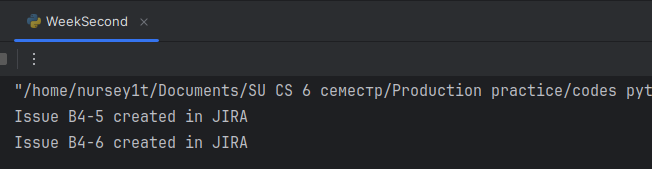 WeekSecond
"/home/nursey1t/Documents/SU CS 6 семестр/Production practice/codes pyt
Issue B4-5 created in JIRA
Issue B4-6 created in JIRA